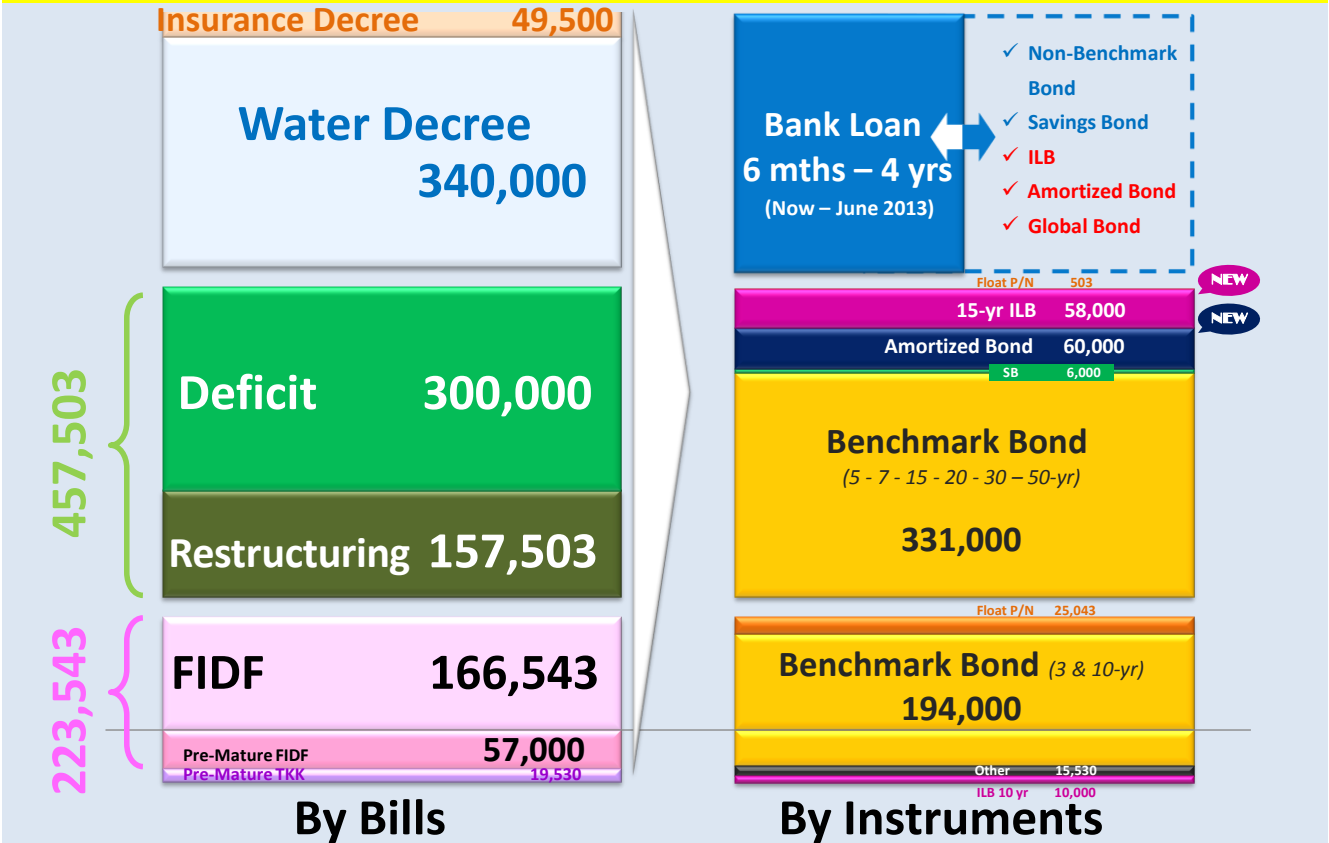 Insurance Decree 49,500
Water Decree
340,000
457,503
Deficit 300,000
Restructuring 157,503
223,543
FIDF 166,543
Pre-Mature FIDF 57,000
Pre-Mature TKK 19,530
By Bills
Bank Loan
6 mths – 4 yrs
(Now – June 2013)
✓ Non-Benchmark
Bond
✓ Savings Bond
✓ ILB
✓ Amortized Bond
✓ Global Bond
Float P/N 503
NEW
15-yr ILB 58,000
NEW
Amortized Bond 60,000
SB 6,000
Benchmark Bond
(5 - 7 - 15 - 20 - 30 – 50-yr)
331,000
Float P/N 25,043
Benchmark Bond (3 & 10-yr)
194,000
Other 15,530
ILB 10 yr 10,000
By Instruments